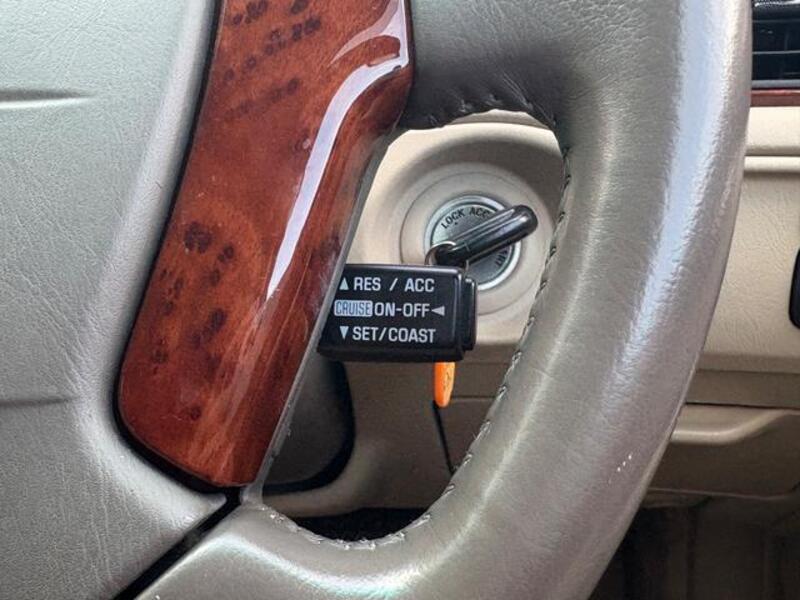 LOCK ACC
▲ RES / ACC
CRUISE ON-OFF ◄
▼ SET/COAST